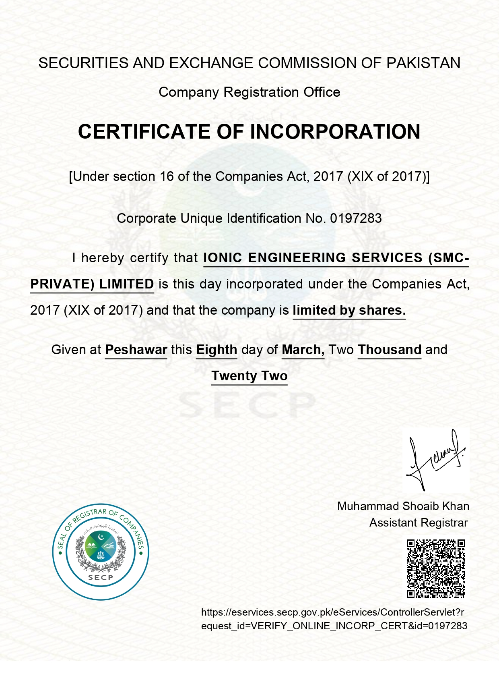 SECURITIES AND EXCHANGE COMMISSION OF PAKISTAN
Company Registration Office
CERTIFICATE OF INCORPORATION
[Under section 16 of the Companies Act, 2017 (XIX of 2017)]
Corporate Unique Identification No. 0197283
I hereby certify that IONIC ENGINEERING SERVICES (SMC-
PRIVATE) LIMITED is this day incorporated under the Companies Act,
2017 (XIX of 2017) and that the company is limited by shares.
Given at Peshawar this Eighth day of March, Two Thousand and
Twenty Two
SECP
Muhammad Shoaib Khan
Assistant Registrar
SEAL OF REGISTRAR OF COMPANIES
SECP
https://eservices.secp.gov.pk/eServices/ControllerServlet?r
equest_id=VERIFY_ONLINE_INCORP_CERT&id=0197283